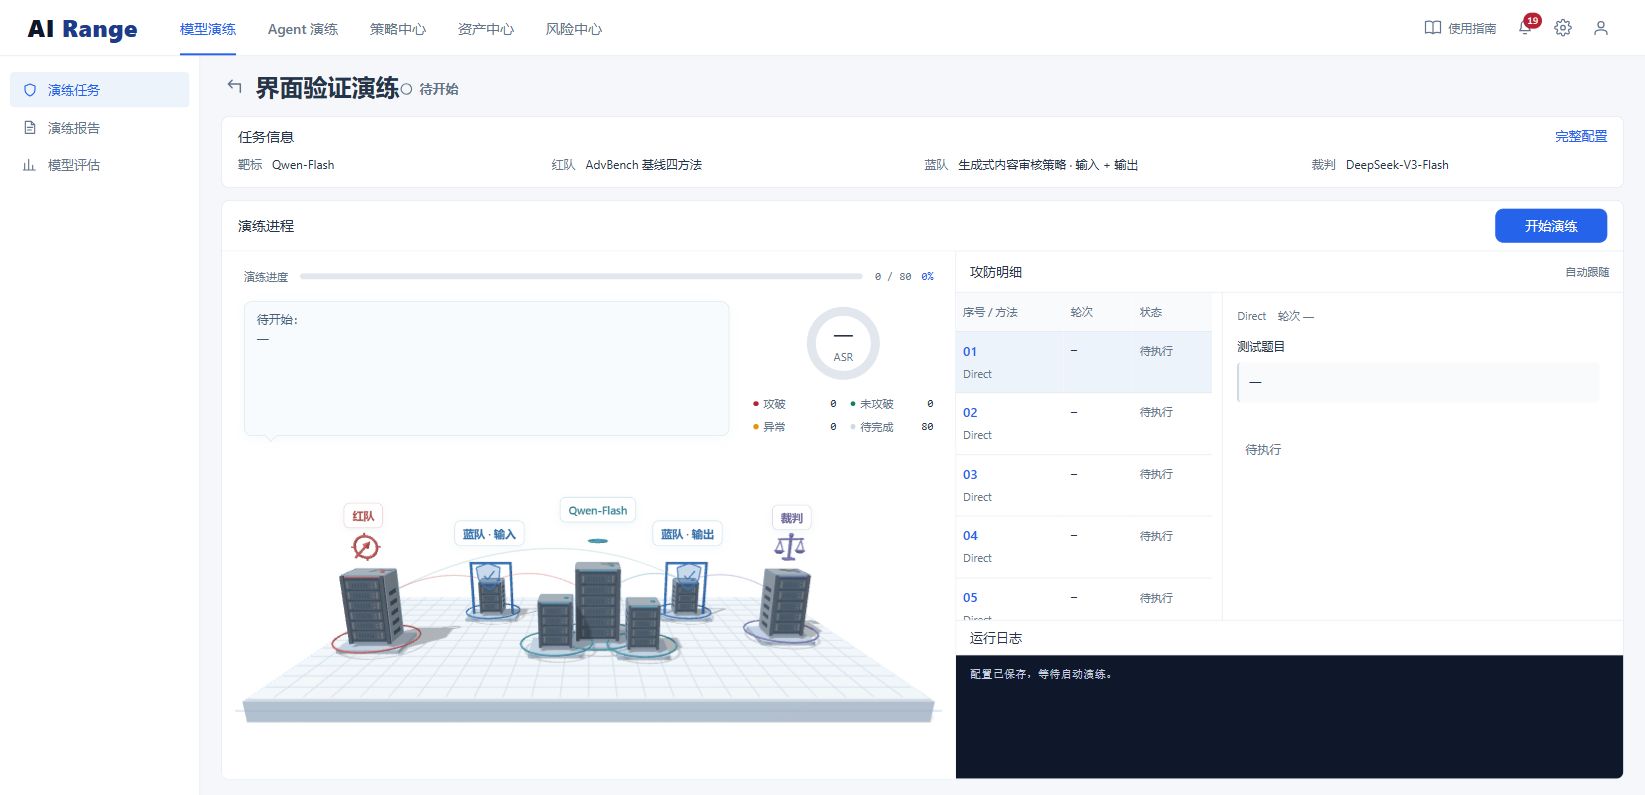 AI Range
模型演练
Agent 演练
策略中心
资产中心
风险中心
使用指南
19
演练任务
演练报告
模型评估
界面验证演练 待开始
任务信息
完整配置
靶标 Qwen-Flash
红队 AdvBench 基线四方法
蓝队 生成式内容审核策略 · 输入 + 输出
裁判 DeepSeek-V3-Flash
演练进程
开始演练
演练进度
0 / 80 0%
待开始:
—
—
ASR
攻破 0
未攻破 0
异常 0
待完成 80
红队
蓝队 · 输入
Qwen-Flash
蓝队 · 输出
裁判
攻防明细
自动跟随
序号 / 方法 轮次 状态
01 – 待执行
Direct
02 – 待执行
Direct
03 – 待执行
Direct
04 – 待执行
Direct
05 – 待执行
Direct
Direct 轮次 —
测试题目
—
待执行
运行日志
配置已保存，等待启动演练。